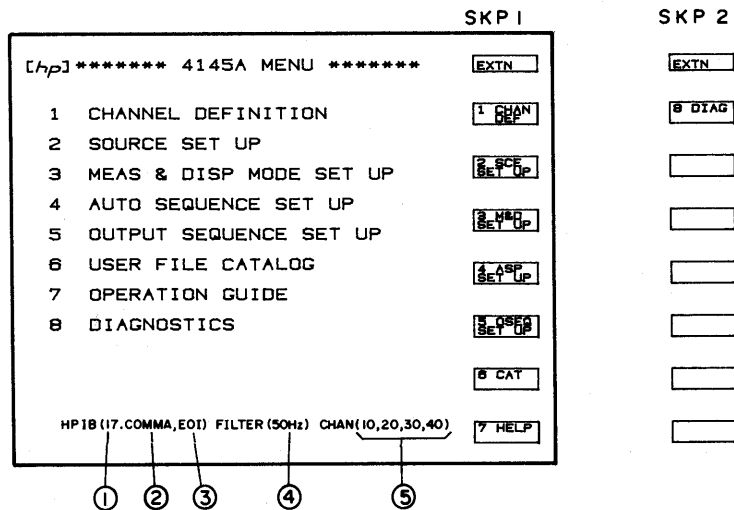 SKP 1 SKP 2
[hp] ******* 4145A MENU *******
EXTN
EXTN
1 CHANNEL DEFINITION
1 CHAN
DEF
8 DIAG
2 SOURCE SET UP
3 MEAS & DISP MODE SET UP
2 SCE
SET UP
4 AUTO SEQUENCE SET UP
3 M&D
SET UP
5 OUTPUT SEQUENCE SET UP
6 USER FILE CATALOG
4 ASP
SET UP
7 OPERATION GUIDE
8 DIAGNOSTICS
5 OSEQ
SET UP
6 CAT
HPIB(17.COMMA,EOI) FILTER(50Hz) CHAN(10,20,30,40)
7 HELP
① ② ③ ④ ⑤